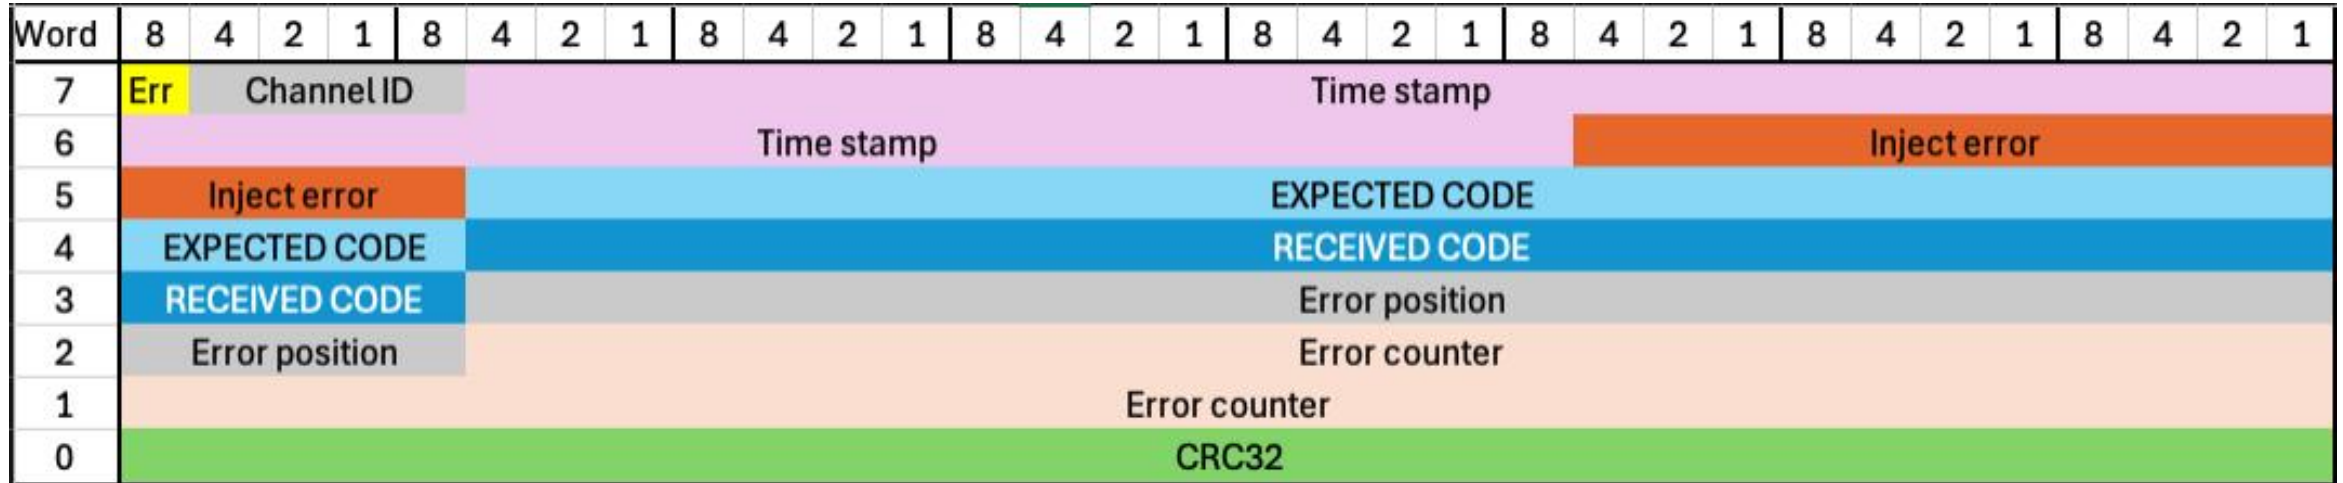 Word 8 4 2 1 8 4 2 1 8 4 2 1 8 4 2 1 8 4 2 1 8 4 2 1 8 4 2 1 8 4 2 1
7 Err Channel ID Time stamp
6 Time stamp Inject error
5 Inject error EXPECTED CODE
4 EXPECTED CODE RECEIVED CODE
3 RECEIVED CODE Error position
2 Error position Error counter
1 Error counter
0 CRC32